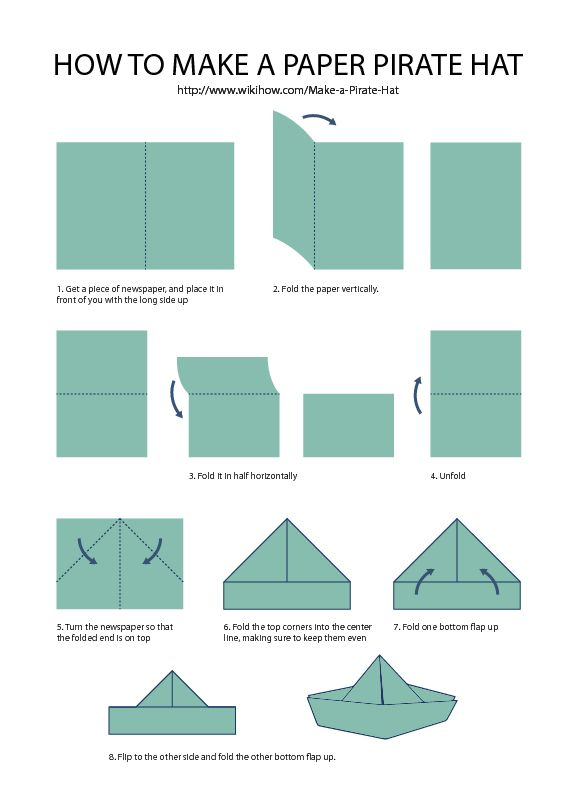 HOW TO MAKE A PAPER PIRATE HAT
http://www.wikihow.com/Make-a-Pirate-Hat
1. Get a piece of newspaper, and place it in
front of you with the long side up
2. Fold the paper vertically.
3. Fold it in half horizontally
4. Unfold
5. Turn the newspaper so that
the folded end is on top
6. Fold the top corners into the center
line, making sure to keep them even
7. Fold one bottom flap up
8. Flip to the other side and fold the other bottom flap up.